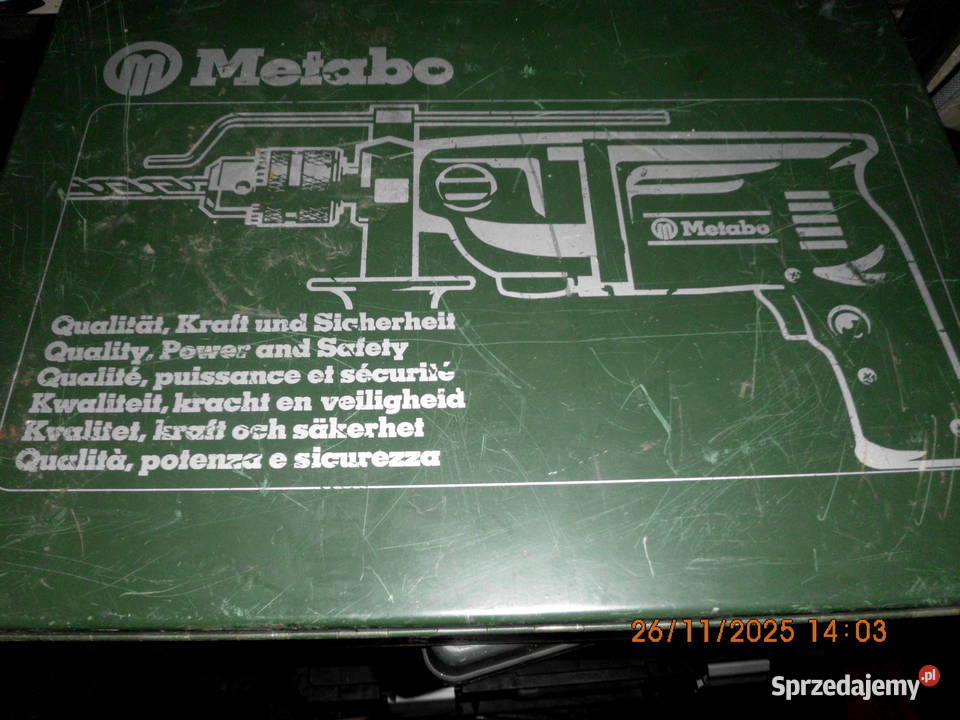 Metabo
Metabo
Qualität, Kraft und Sicherheit
Quality, Power and Safety
Qualité, puissance et sécurité
Kwaliteit, kracht en veiligheid
Kvalitet, kraft och säkerhet
Qualità, potenza e sicurezza
26/11/2025 14:03
Sprzedajemy.pl